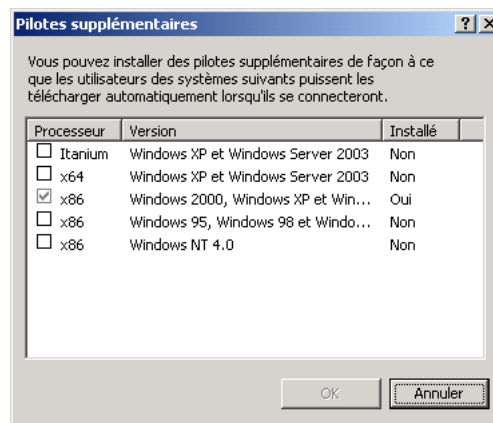 Pilotes supplémentaires
Vous pouvez installer des pilotes supplémentaires de façon à ce
que les utilisateurs des systèmes suivants puissent les
télécharger automatiquement lorsqu'ils se connecteront.
Processeur Version Installé
Itanium Windows XP et Windows Server 2003 Non
x64 Windows XP et Windows Server 2003 Non
x86 Windows 2000, Windows XP et Win... Oui
x86 Windows 95, Windows 98 et Windo... Non
x86 Windows NT 4.0 Non
OK Annuler